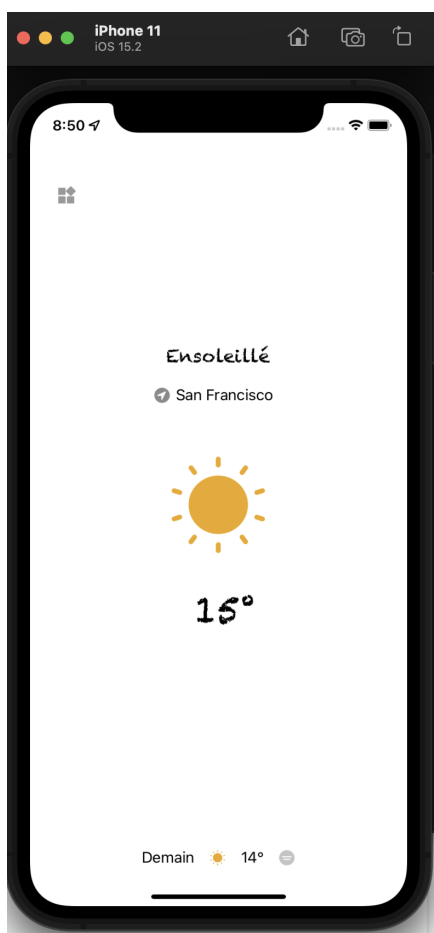 iPhone 11
iOS 15.2
8:50
Ensoleillé
San Francisco
15°
Demain 14°